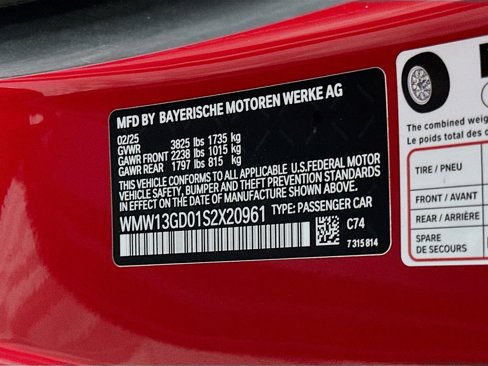 MFD BY BAYERISCHE MOTOREN WERKE AG
02/25
GVWR 3825 lbs 1735 kg
GAWR FRONT 2238 lbs 1015 kg
GAWR REAR 1797 lbs 815 kg
THIS VEHICLE CONFORMS TO ALL APPLICABLE U.S.FEDERAL MOTOR
VEHICLE SAFETY, BUMPER AND THEFT PREVENTION STANDARDS
IN EFFECT ON THE DATE OF MANUFACTURE SHOWN ABOVE.
WMW13GD01S2X20961 TYPE: PASSENGER CAR
C74
7 315 814
The combined weig
Le poids total des
TIRE / PNEU
FRONT / AVANT
REAR / ARRIÈRE
SPARE
DE SECOURS